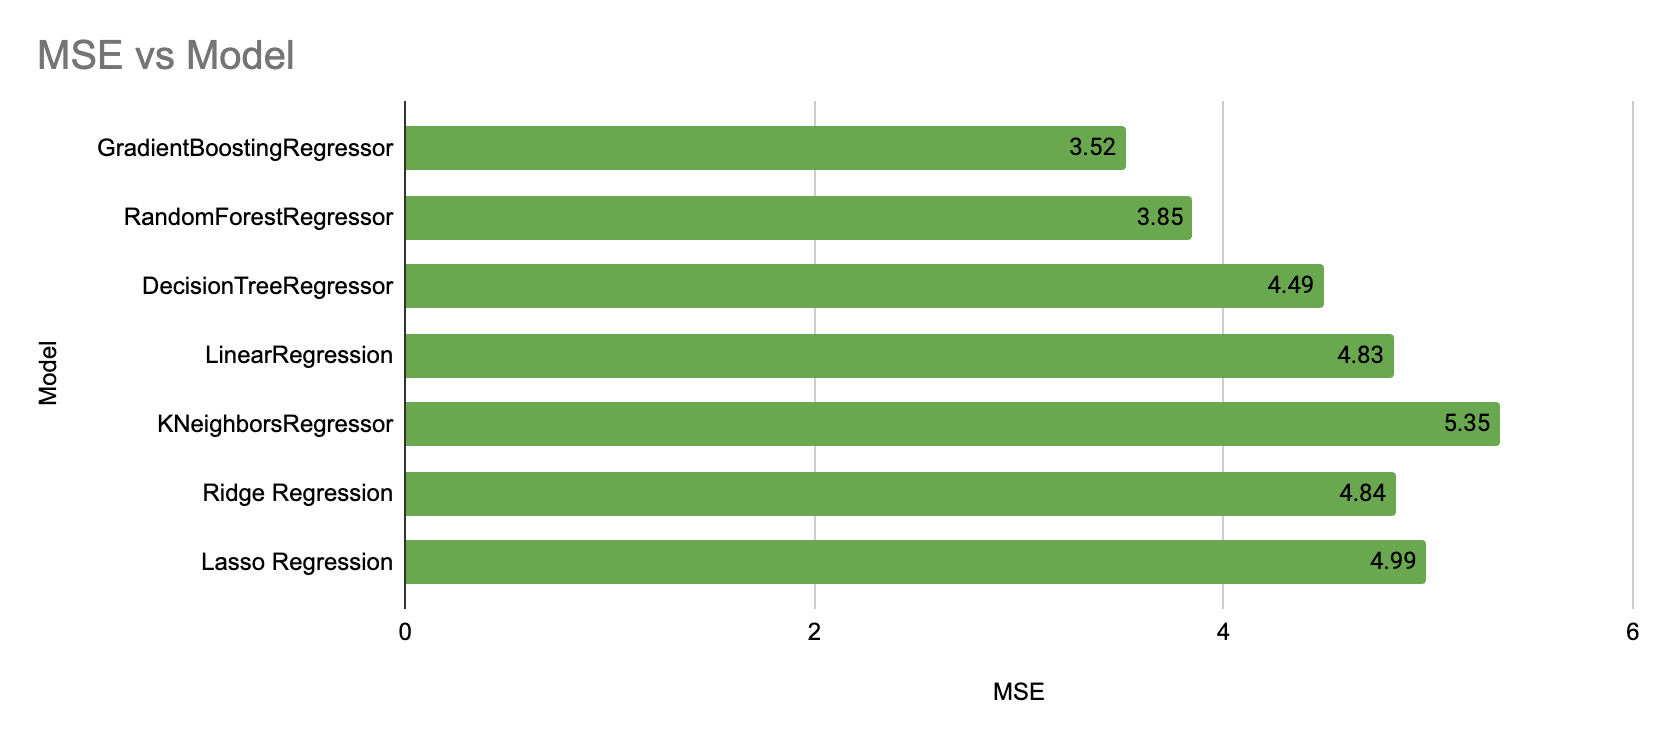 MSE vs Model
Model
GradientBoostingRegressor 3.52
RandomForestRegressor 3.85
DecisionTreeRegressor 4.49
LinearRegression 4.83
KNeighborsRegressor 5.35
Ridge Regression 4.84
Lasso Regression 4.99
0 2 4 6
MSE